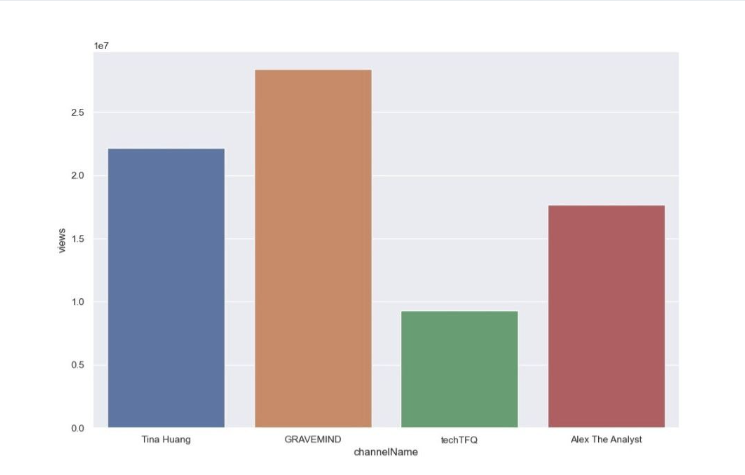 1e7
2.5
2.0
1.5
1.0
0.5
0.0
views
Tina Huang GRAVEMIND techTFQ Alex The Analyst
channelName